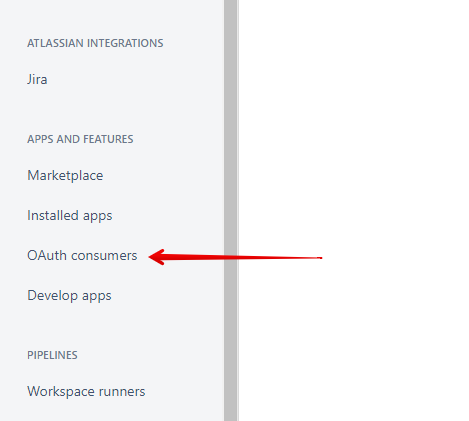 ATLASSIAN INTEGRATIONS
Jira
APPS AND FEATURES
Marketplace
Installed apps
OAuth consumers
Develop apps
PIPELINES
Workspace runners